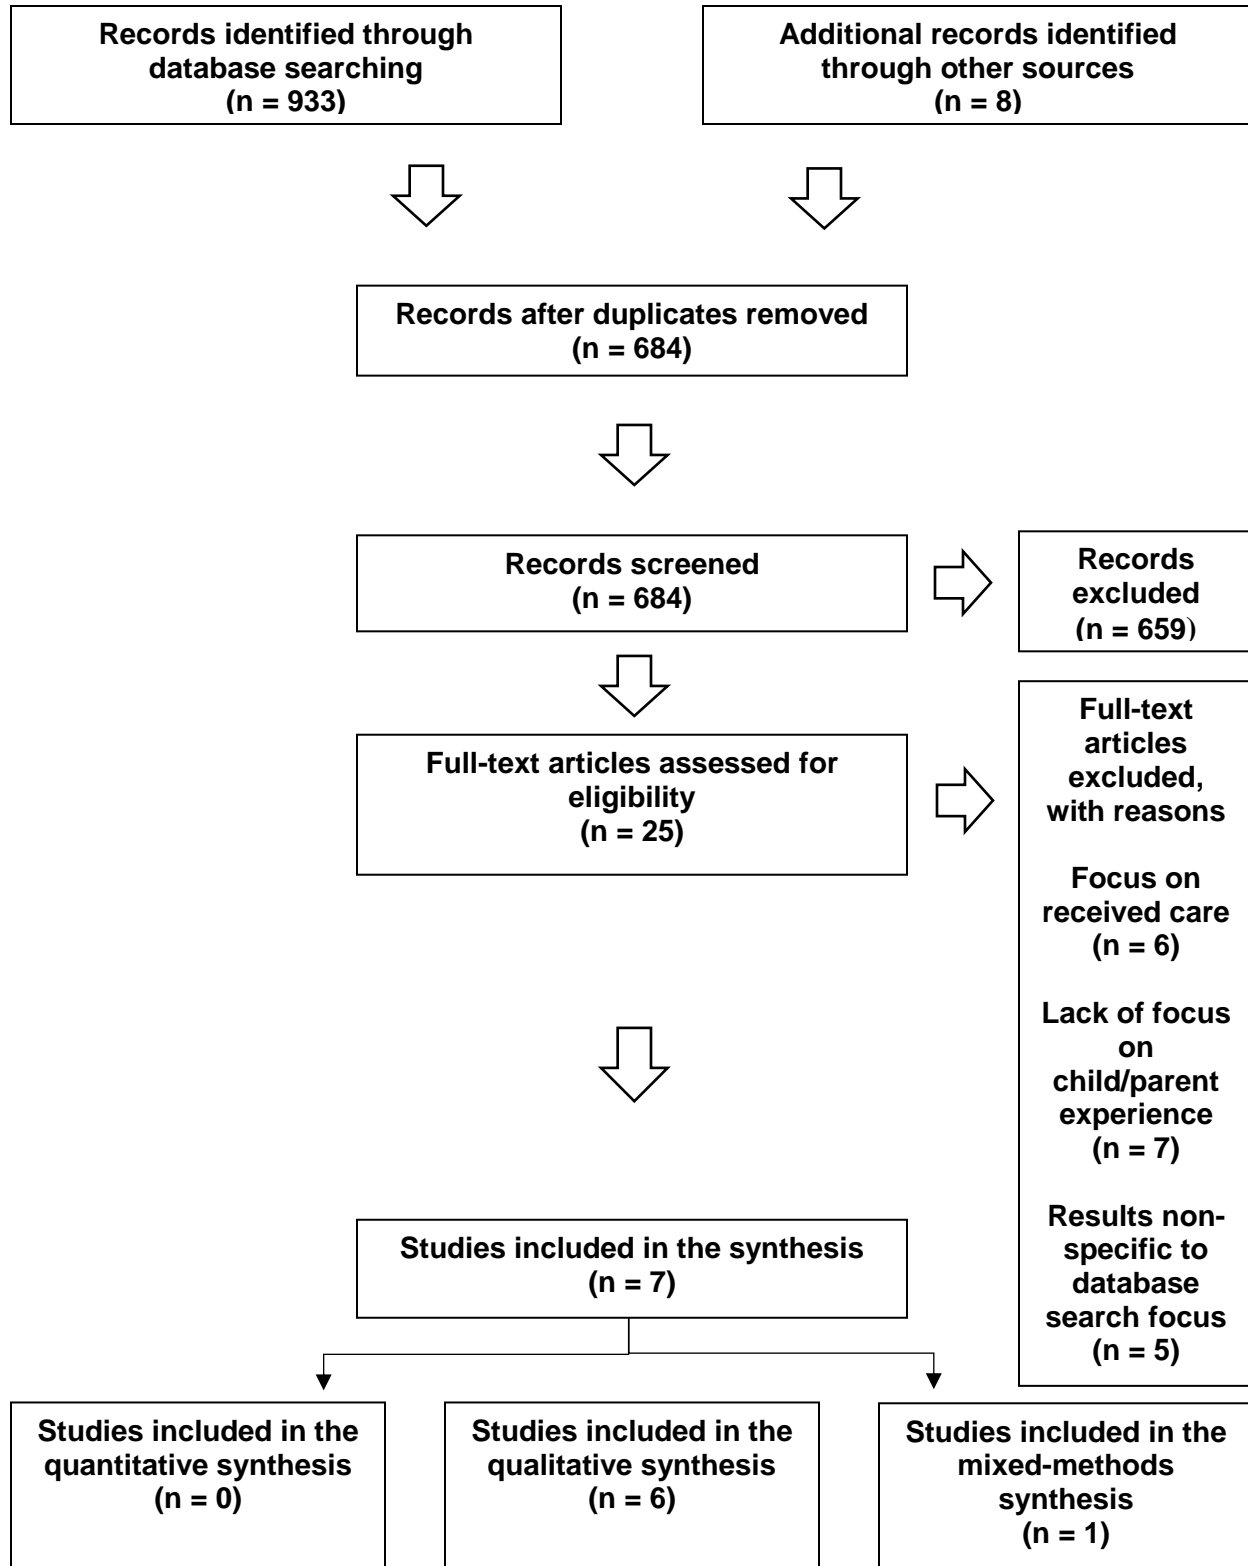 Records identified through
database searching
(n = 933)
Additional records identified
through other sources
(n = 8)
Records after duplicates removed
(n = 684)
Records screened
(n = 684)
Records
excluded
(n = 659)
Full-text articles assessed for
eligibility
(n = 25)
Full-text
articles
excluded,
with reasons
Focus on
received care
(n = 6)
Lack of focus
on
child/parent
experience
(n = 7)
Results non-
specific to
database
search focus
(n = 5)
Studies included in the synthesis
(n = 7)
Studies included in the
quantitative synthesis
(n = 0)
Studies included in the
qualitative synthesis
(n = 6)
Studies included in the
mixed-methods
synthesis
(n = 1)